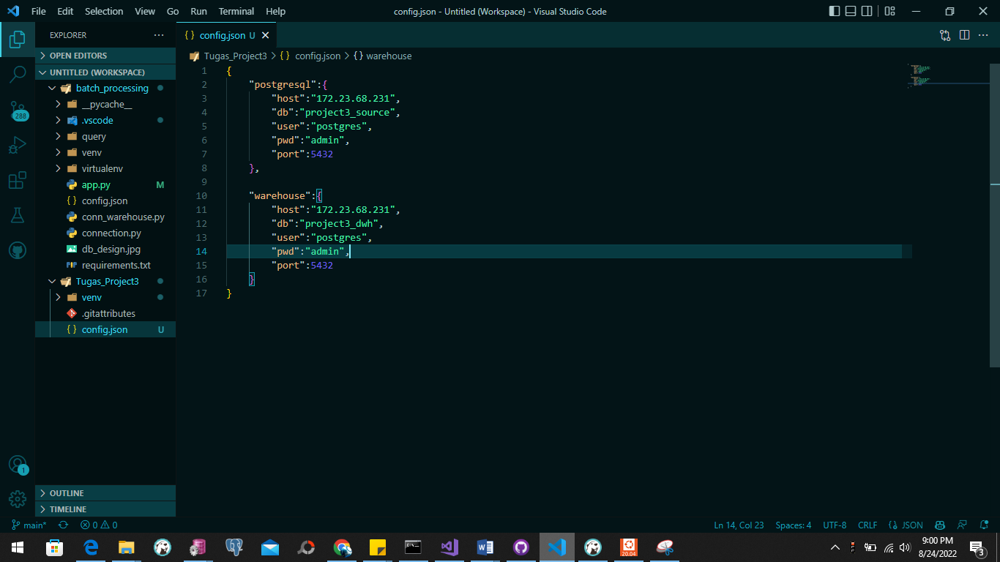 File Edit Selection View Go Run Terminal Help
config.json - Untitled (Workspace) - Visual Studio Code
EXPLORER
OPEN EDITORS
UNTITLED (WORKSPACE)
batch_processing
__pycache__
.vscode
query
venv
virtualenv
app.py M
config.json
conn_warehouse.py
connection.py
db_design.jpg
requirements.txt
Tugas_Project3
venv
.gitattributes
config.json U
OUTLINE
TIMELINE
288
1
{ } config.json U
Tugas_Project3 > { } config.json > { } warehouse
1 {
2 "postgresql":{
3 "host":"172.23.68.231",
4 "db":"project3_source",
5 "user":"postgres",
6 "pwd":"admin",
7 "port":5432
8 },
9
10 "warehouse":{
11 "host":"172.23.68.231",
12 "db":"project3_dwh",
13 "user":"postgres",
14 "pwd":"admin",
15 "port":5432
16 }
17 }
main* 0 0
Ln 14, Col 23 Spaces: 4 UTF-8 CRLF { } JSON
20.04
9:00 PM
8/24/2022
3